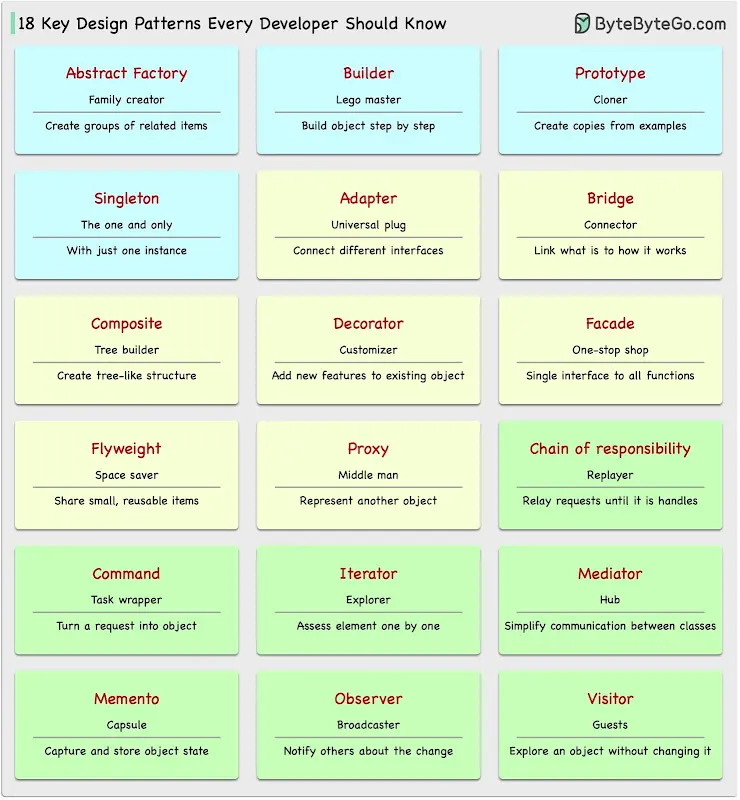 18 Key Design Patterns Every Developer Should Know
ByteByteGo.com
Abstract Factory
Family creator
Create groups of related items
Builder
Lego master
Build object step by step
Prototype
Cloner
Create copies from examples
Singleton
The one and only
With just one instance
Adapter
Universal plug
Connect different interfaces
Bridge
Connector
Link what is to how it works
Composite
Tree builder
Create tree-like structure
Decorator
Customizer
Add new features to existing object
Facade
One-stop shop
Single interface to all functions
Flyweight
Space saver
Share small, reusable items
Proxy
Middle man
Represent another object
Chain of responsibility
Replayer
Relay requests until it is handles
Command
Task wrapper
Turn a request into object
Iterator
Explorer
Assess element one by one
Mediator
Hub
Simplify communication between classes
Memento
Capsule
Capture and store object state
Observer
Broadcaster
Notify others about the change
Visitor
Guests
Explore an object without changing it